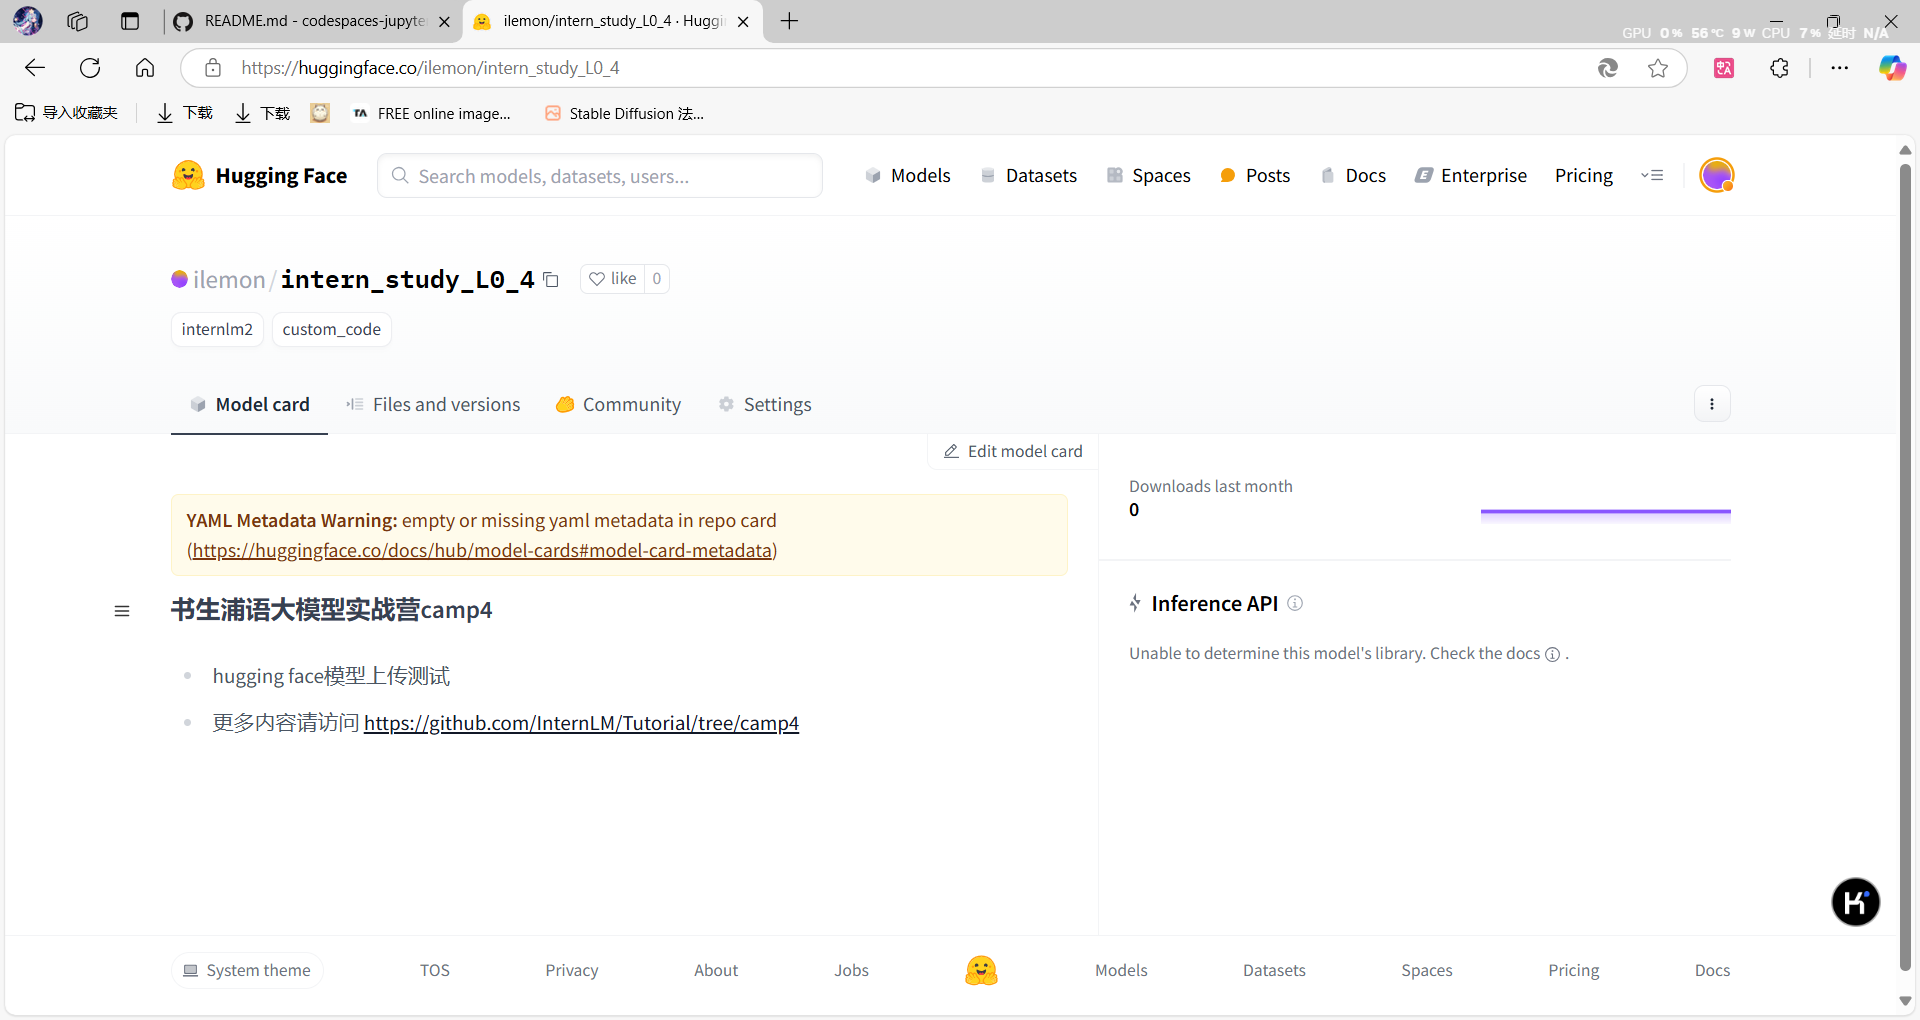 README.md - codespaces-jupyte
ilemon/intern_study_L0_4 · Huggi
GPU 0% 56℃ 9W CPU 7% 延时 N/A
https://huggingface.co/ilemon/intern_study_L0_4
导入收藏夹
下载
下载
TA FREE online image...
Stable Diffusion 法...
Hugging Face
Search models, datasets, users...
Models
Datasets
Spaces
Posts
Docs
Enterprise
Pricing
ilemon/intern_study_L0_4
like 0
internlm2
custom_code
Model card
Files and versions
Community
Settings
Edit model card
YAML Metadata Warning: empty or missing yaml metadata in repo card
(https://huggingface.co/docs/hub/model-cards#model-card-metadata)
书生浦语大模型实战营camp4
hugging face模型上传测试
更多内容请访问 https://github.com/InternLM/Tutorial/tree/camp4
Downloads last month
0
Inference API
Unable to determine this model's library. Check the docs .
System theme
TOS
Privacy
About
Jobs
Models
Datasets
Spaces
Pricing
Docs